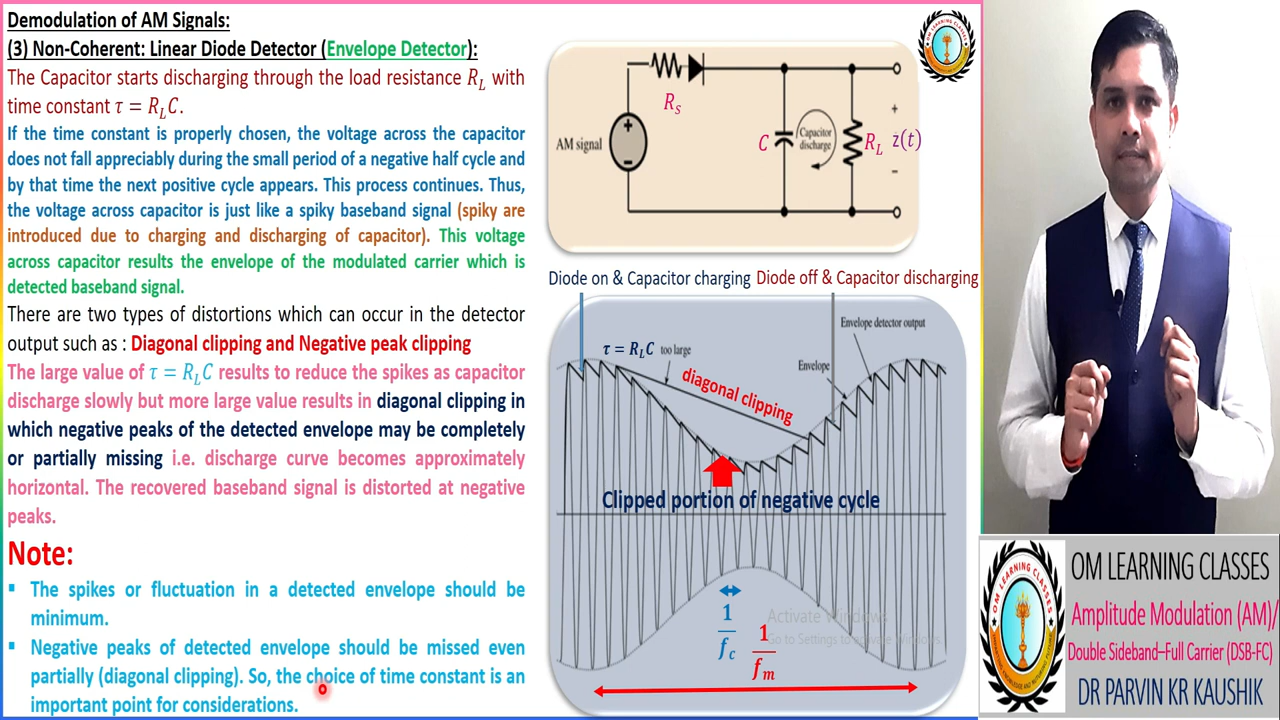 Demodulation of AM Signals:
(3) Non-Coherent: Linear Diode Detector (Envelope Detector):
The Capacitor starts discharging through the load resistance R_L with
time constant τ = R_LC.
If the time constant is properly chosen, the voltage across the capacitor
does not fall appreciably during the small period of a negative half cycle and
by that time the next positive cycle appears. This process continues. Thus,
the voltage across capacitor is just like a spiky baseband signal (spiky are
introduced due to charging and discharging of capacitor). This voltage
across capacitor results the envelope of the modulated carrier which is
detected baseband signal.
There are two types of distortions which can occur in the detector
output such as : Diagonal clipping and Negative peak clipping
The large value of τ = R_LC results to reduce the spikes as capacitor
discharge slowly but more large value results in diagonal clipping in
which negative peaks of the detected envelope may be completely
or partially missing i.e. discharge curve becomes approximately
horizontal. The recovered baseband signal is distorted at negative
peaks.
Note:
▪ The spikes or fluctuation in a detected envelope should be
minimum.
▪ Negative peaks of detected envelope should be missed even
partially (diagonal clipping). So, the choice of time constant is an
important point for considerations.
R_s
AM signal
+
−
C
Capacitor
discharge
R_L
+
z(t)
−
Diode on & Capacitor charging
Diode off & Capacitor discharging
Envelope detector output
τ = R_LC too large
Envelope
diagonal clipping
Clipped portion of negative cycle
1
f_c
1
f_m
Activate Windows
Go to Settings to activate Windows.
OM LEARNING CLASSES
OM LEARNING CLASSES
OM LEARNING CLASSES
Amplitude Modulation (AM)/
Double Sideband–Full Carrier (DSB-FC)
DR PARVIN KR KAUSHIK